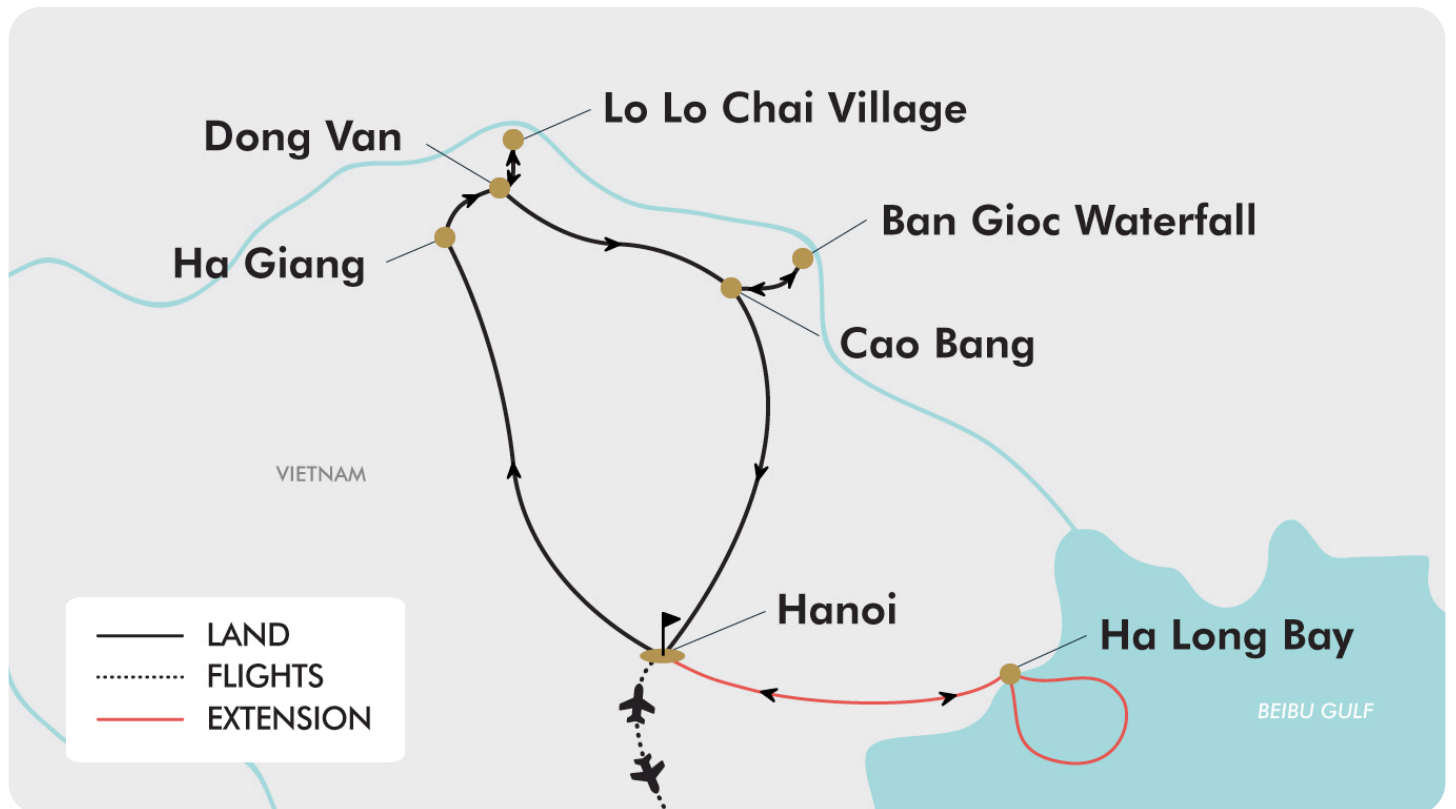 Lo Lo Chai Village
Dong Van
Ban Gioc Waterfall
Ha Giang
Cao Bang
VIETNAM
Hanoi
Ha Long Bay
LAND
FLIGHTS
EXTENSION
BEIBU GULF